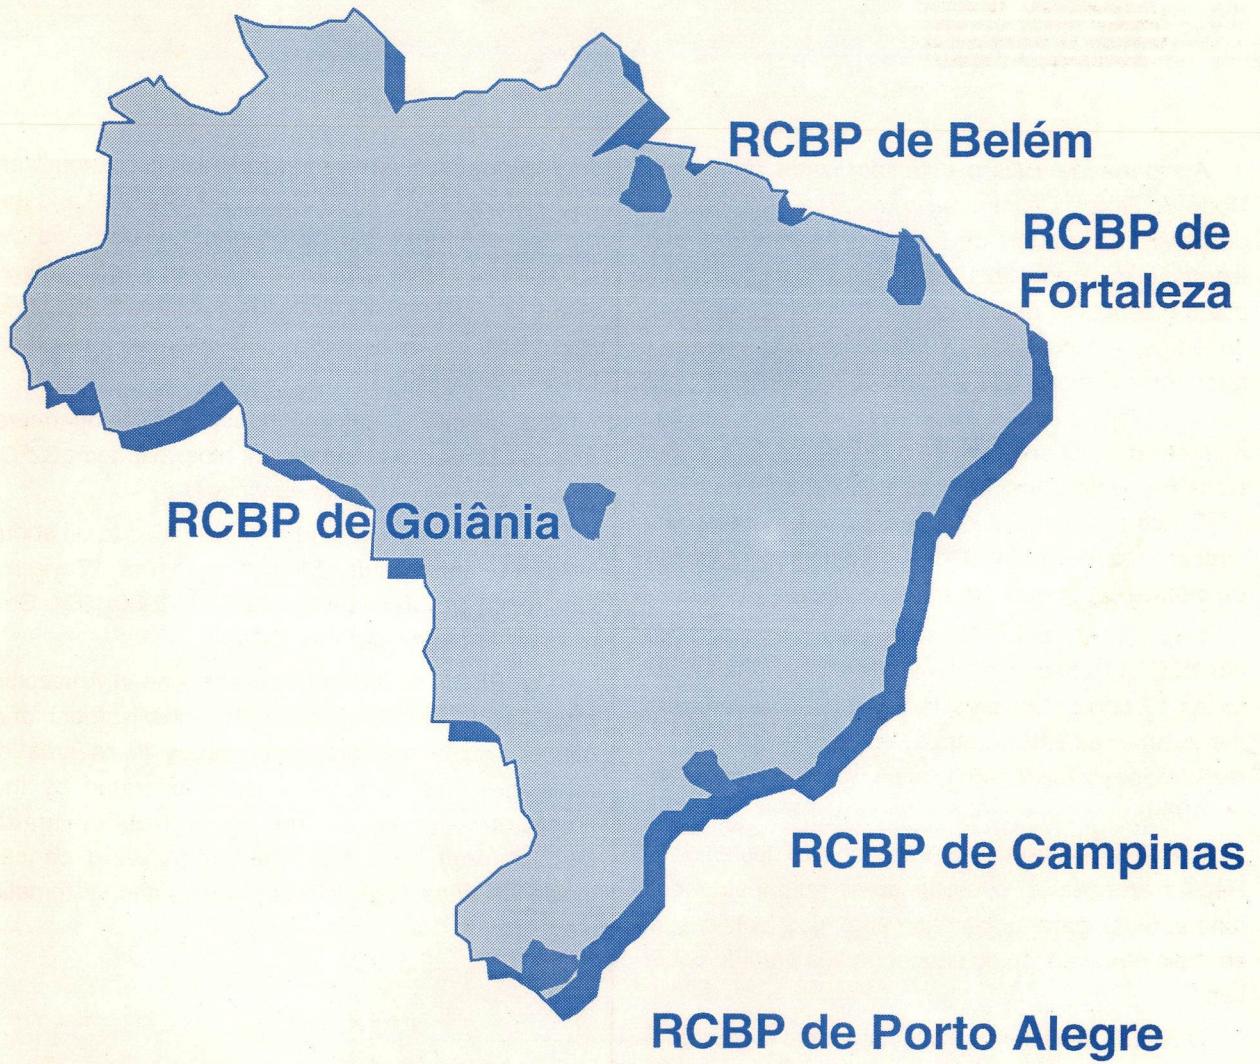 RCBP de Belém
RCBP de
Fortaleza
RCBP de Goiânia
RCBP de Campinas
RCBP de Porto Alegre